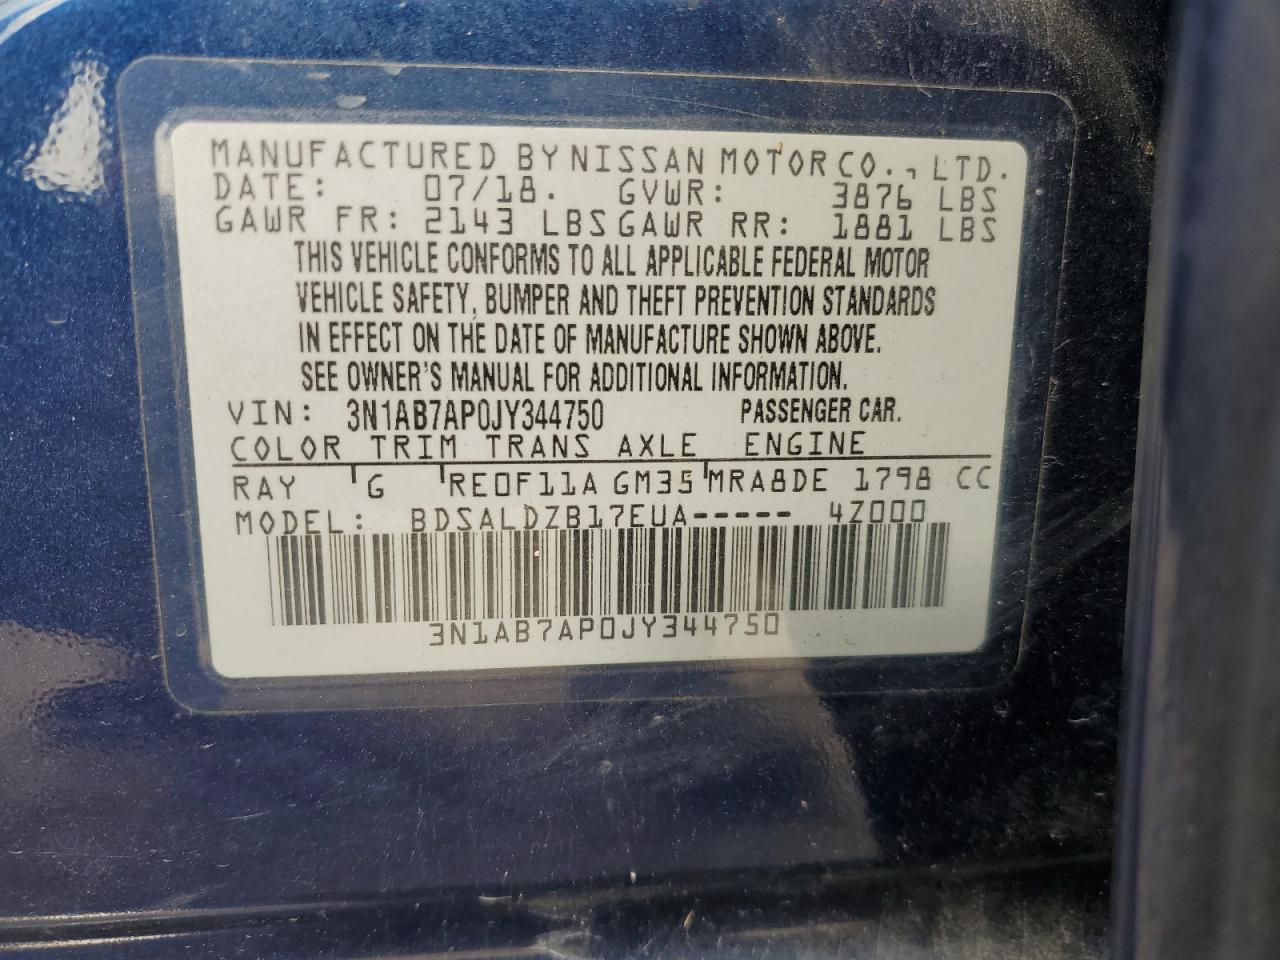 MANUFACTURED BY NISSAN MOTOR CO., LTD.
DATE: 07/18. GVWR: 3876 LBS
GAWR FR: 2143 LBS GAWR RR: 1881 LBS
THIS VEHICLE CONFORMS TO ALL APPLICABLE FEDERAL MOTOR
VEHICLE SAFETY, BUMPER AND THEFT PREVENTION STANDARDS
IN EFFECT ON THE DATE OF MANUFACTURE SHOWN ABOVE.
SEE OWNER'S MANUAL FOR ADDITIONAL INFORMATION.
VIN: 3N1AB7AP0JY344750 PASSENGER CAR.
COLOR TRIM TRANS AXLE ENGINE
RAY G RE0F11A GM35 MRA8DE 1798 CC
MODEL: BDSALDZB17EUA----- 4Z000
3N1AB7AP0JY344750